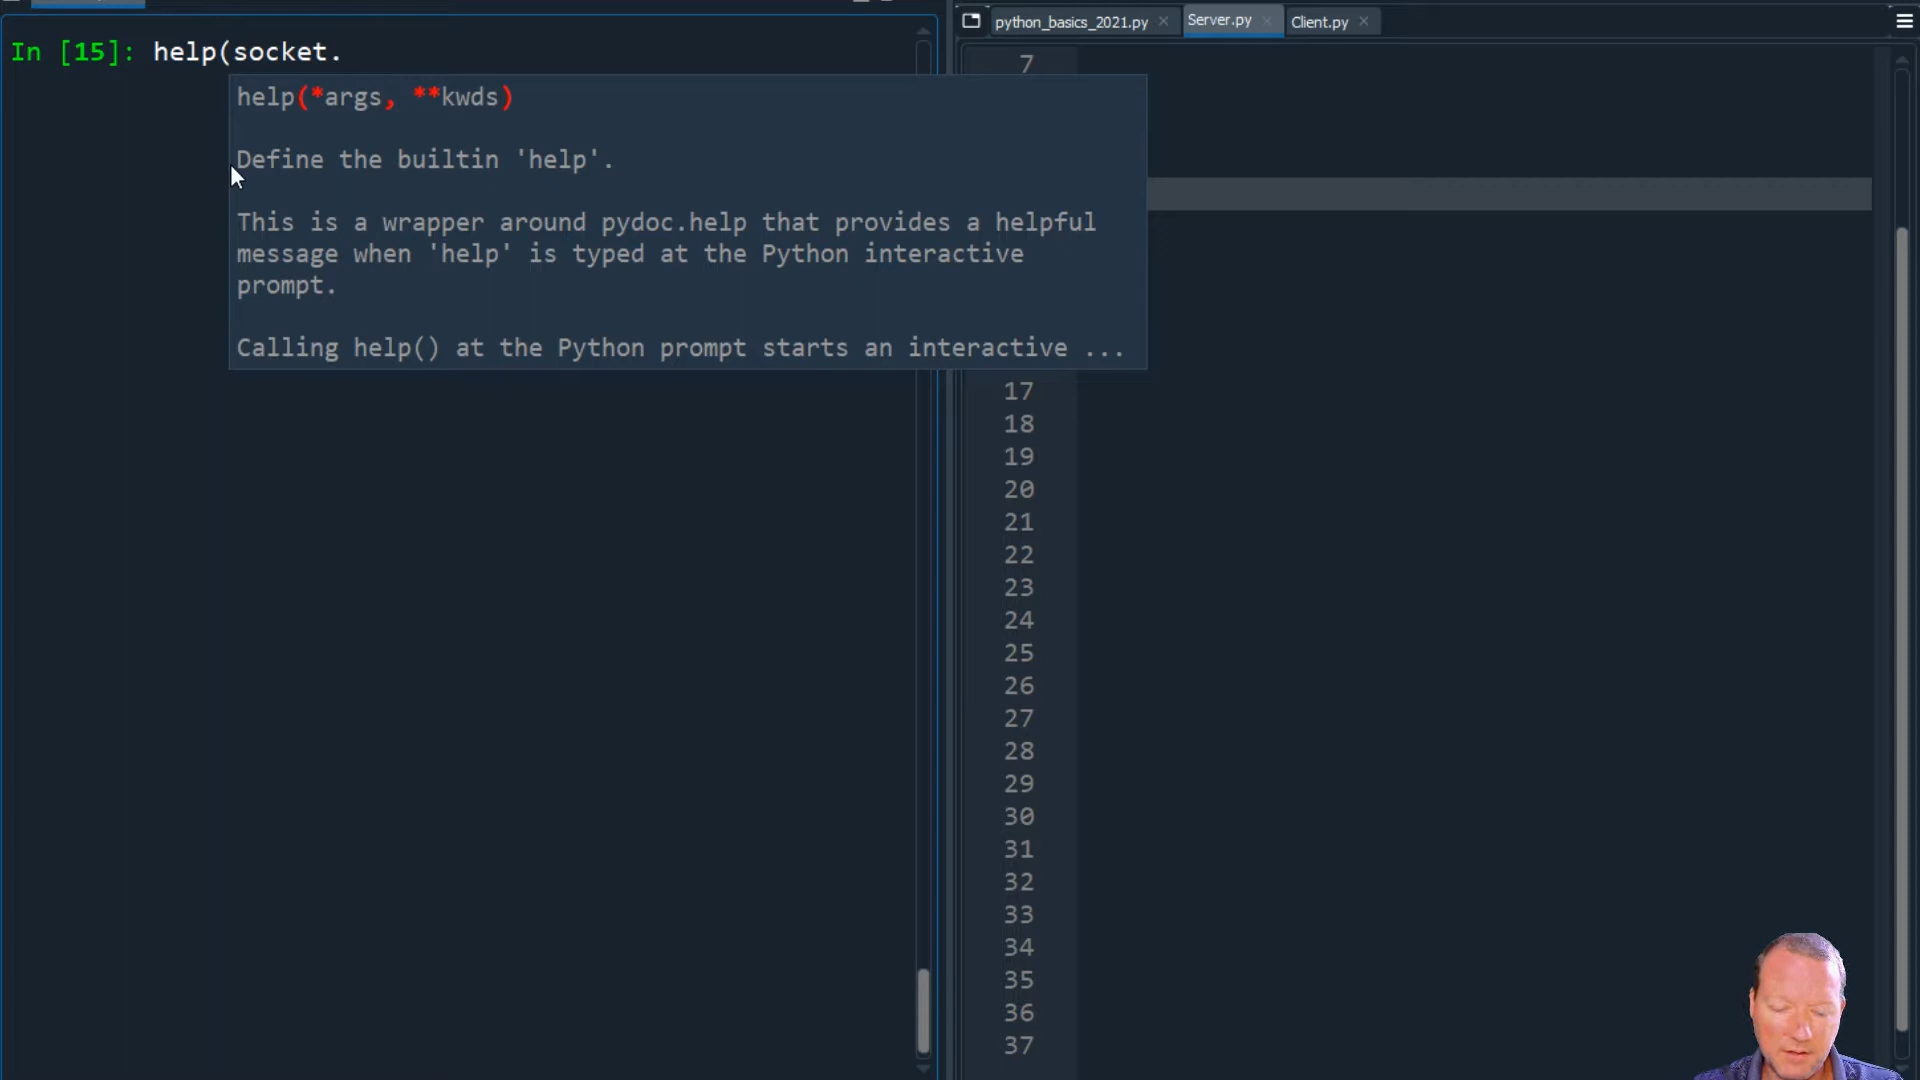 In [15]: help(socket.
help(*args, **kwds)
Define the builtin 'help'.
This is a wrapper around pydoc.help that provides a helpful
message when 'help' is typed at the Python interactive
prompt.
Calling help() at the Python prompt starts an interactive ...
python_basics_2021.py
Server.py
Client.py
7
17
18
19
20
21
22
23
24
25
26
27
28
29
30
31
32
33
34
35
36
37